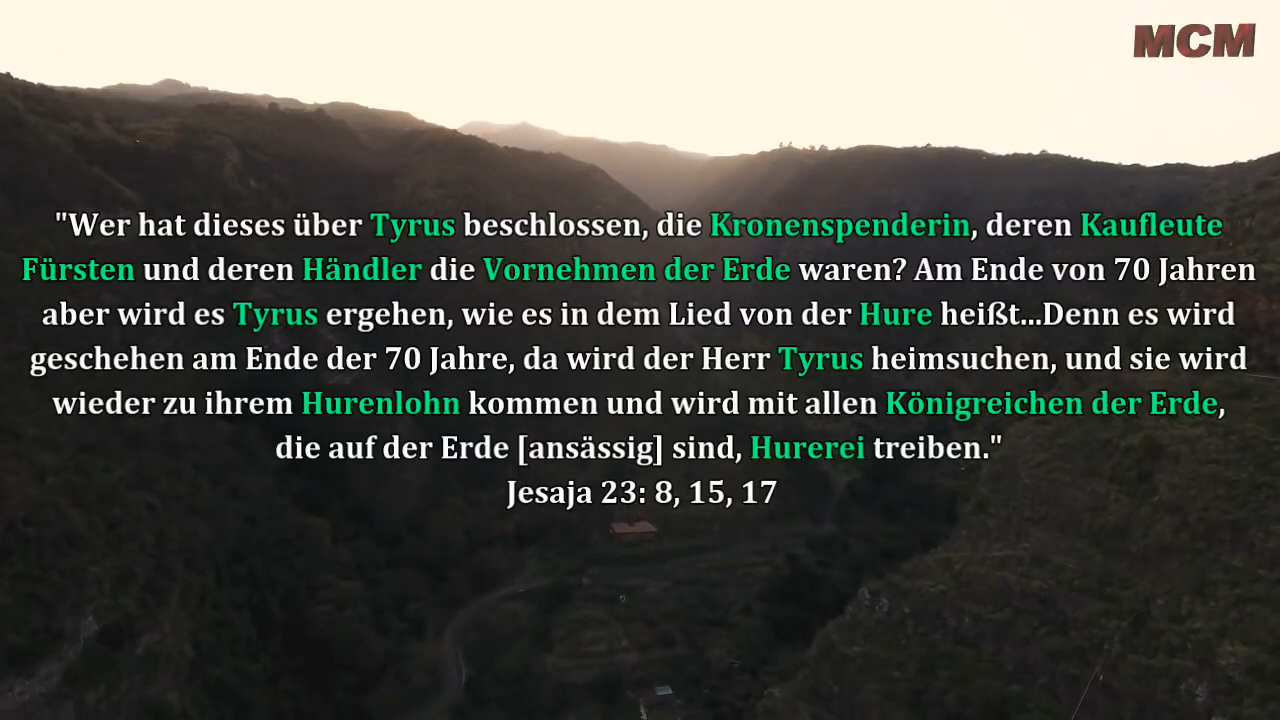 MCM
"Wer hat dieses über Tyrus beschlossen, die Kronenspenderin, deren Kaufleute
Fürsten und deren Händler die Vornehmen der Erde waren? Am Ende von 70 Jahren
aber wird es Tyrus ergehen, wie es in dem Lied von der Hure heißt...Denn es wird
geschehen am Ende der 70 Jahre, da wird der Herr Tyrus heimsuchen, und sie wird
wieder zu ihrem Hurenlohn kommen und wird mit allen Königreichen der Erde,
die auf der Erde [ansässig] sind, Hurerei treiben."
Jesaja 23: 8, 15, 17